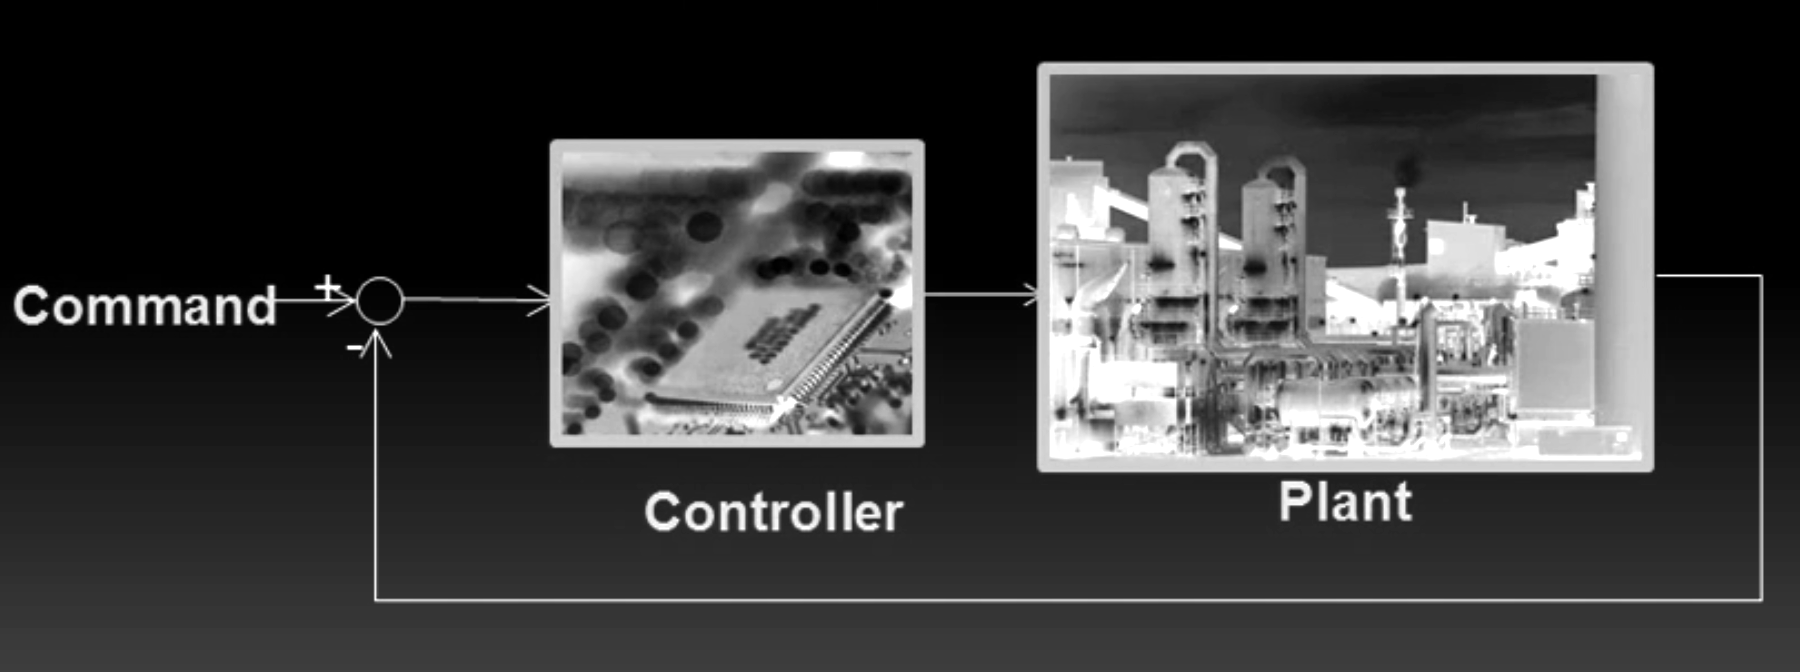 Command
+
-
Controller
Plant